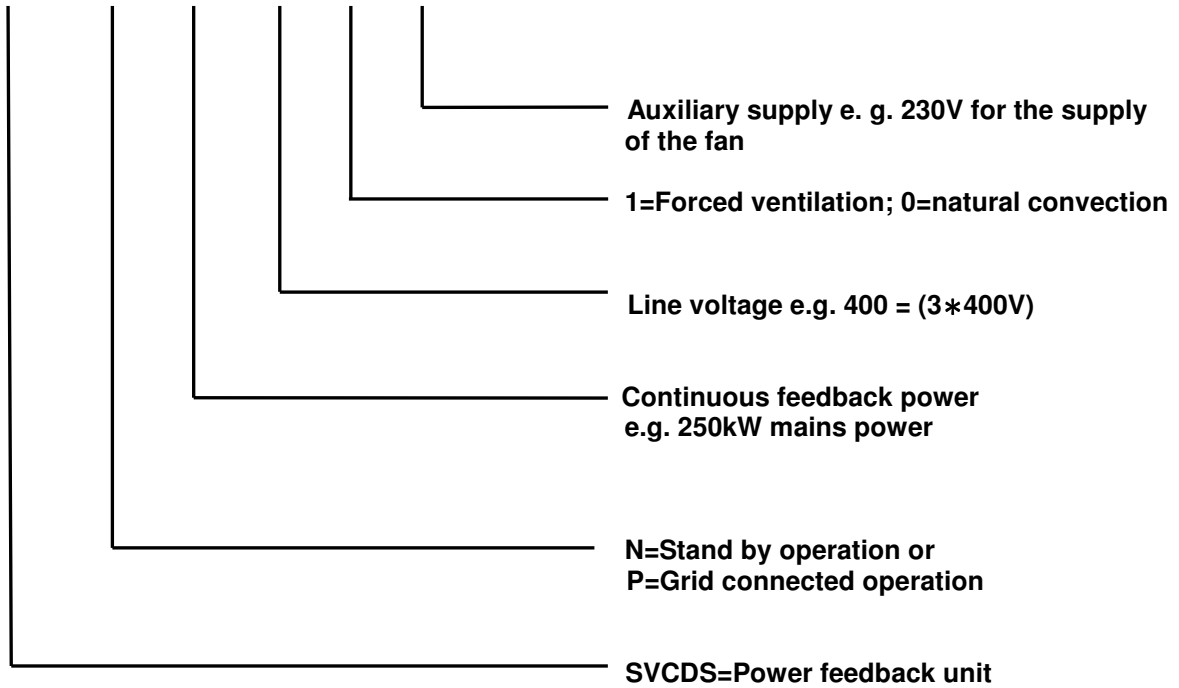 Auxiliary supply e. g. 230V for the supply
of the fan
1=Forced ventilation; 0=natural convection
Line voltage e.g. 400 = (3∗400V)
Continuous feedback power
e.g. 250kW mains power
N=Stand by operation or
P=Grid connected operation
SVCDS=Power feedback unit